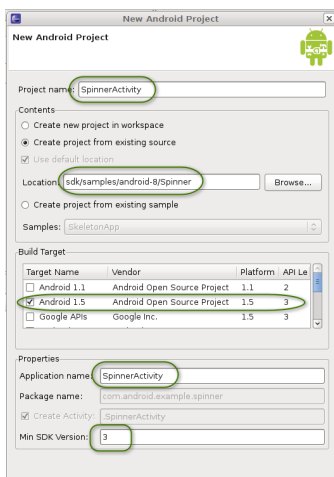 New Android Project
New Android Project
Project name: SpinnerActivity
Contents
Create new project in workspace
Create project from existing source
Use default location
Location: sdk/samples/android-8/Spinner Browse...
Create project from existing sample
Samples: SkeletonApp
Build Target
Target Name Vendor Platform API Le
Android 1.1 Android Open Source Project 1.1 2
Android 1.5 Android Open Source Project 1.5 3
Google APIs Google Inc. 1.5 3
Properties
Application name: SpinnerActivity
Package name: com.android.example.spinner
Create Activity: .SpinnerActivity
Min SDK Version: 3